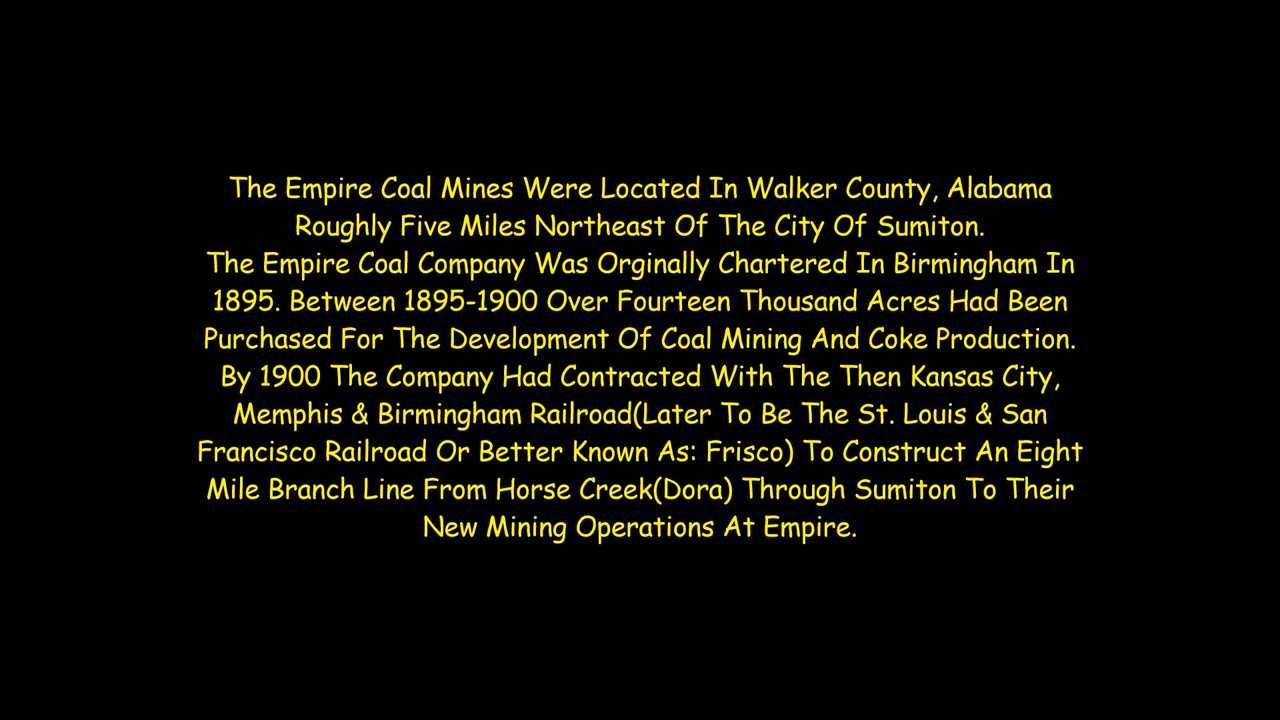 The Empire Coal Mines Were Located In Walker County, Alabama
Roughly Five Miles Northeast Of The City Of Sumiton.
The Empire Coal Company Was Orginally Chartered In Birmingham In
1895. Between 1895-1900 Over Fourteen Thousand Acres Had Been
Purchased For The Development Of Coal Mining And Coke Production.
By 1900 The Company Had Contracted With The Then Kansas City,
Memphis & Birmingham Railroad(Later To Be The St. Louis & San
Francisco Railroad Or Better Known As: Frisco) To Construct An Eight
Mile Branch Line From Horse Creek(Dora) Through Sumiton To Their
New Mining Operations At Empire.